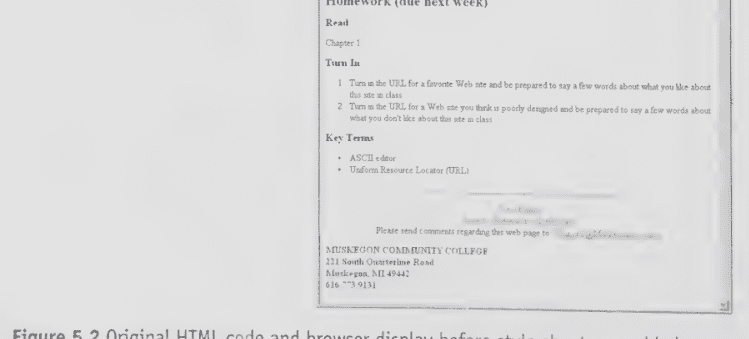 Homework (due next week)
Read
Chapter 1
Turn In
1 Turn in the URL for a favorite Web site and be prepared to say a few words about what you like about
this site in class
2 Turn in the URL for a Web site you think is poorly designed and be prepared to say a few words about
what you don't like about this site in class
Key Terms
• ASCII editor
• Uniform Resource Locator (URL)
Please send comments regarding this web page to
MUSKEGON COMMUNITY COLLEGE
221 South Quarterline Road
Muskegon, MI 49442
616 773 9131
Figure 5.2 Original HTML code and browser display before style